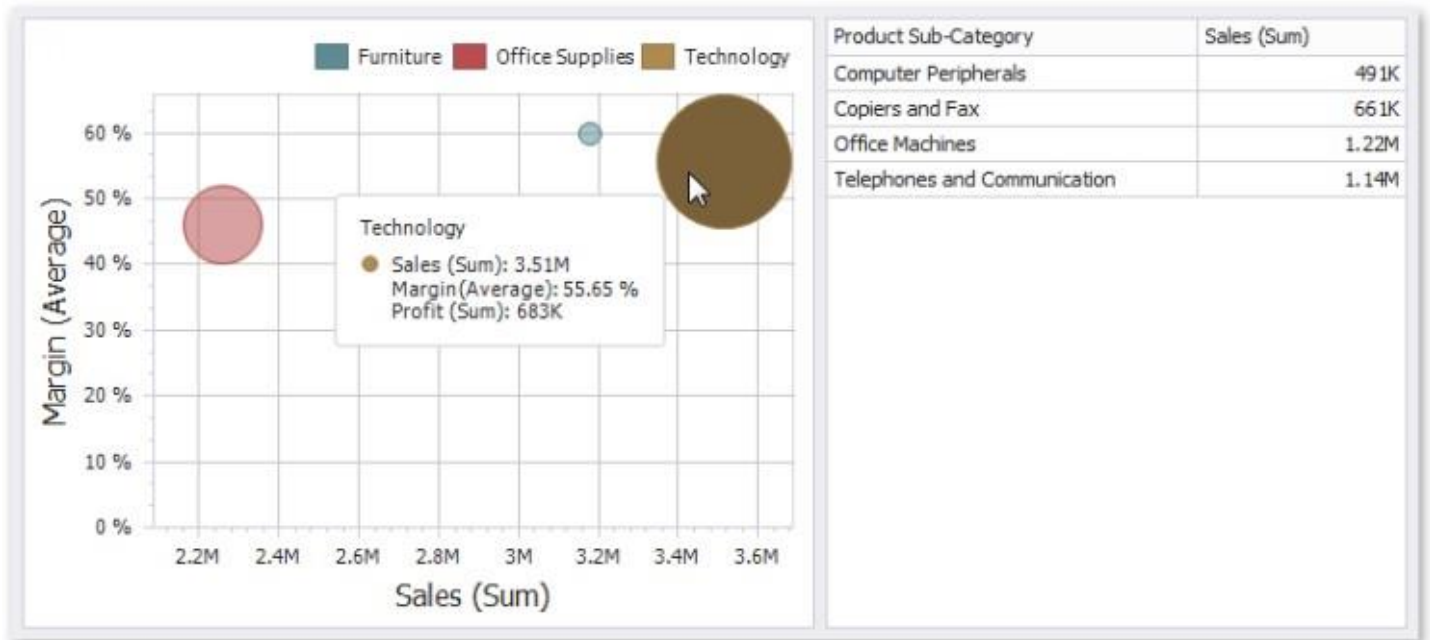 Furniture Office Supplies Technology
60 %
50 %
40 %
30 %
20 %
10 %
0 %
Margin (Average)
Technology
Sales (Sum): 3.51M
Margin(Average): 55.65 %
Profit (Sum): 683K
2.2M 2.4M 2.6M 2.8M 3M 3.2M 3.4M 3.6M
Sales (Sum)
Product Sub-Category Sales (Sum)
Computer Peripherals 491K
Copiers and Fax 661K
Office Machines 1.22M
Telephones and Communication 1.14M